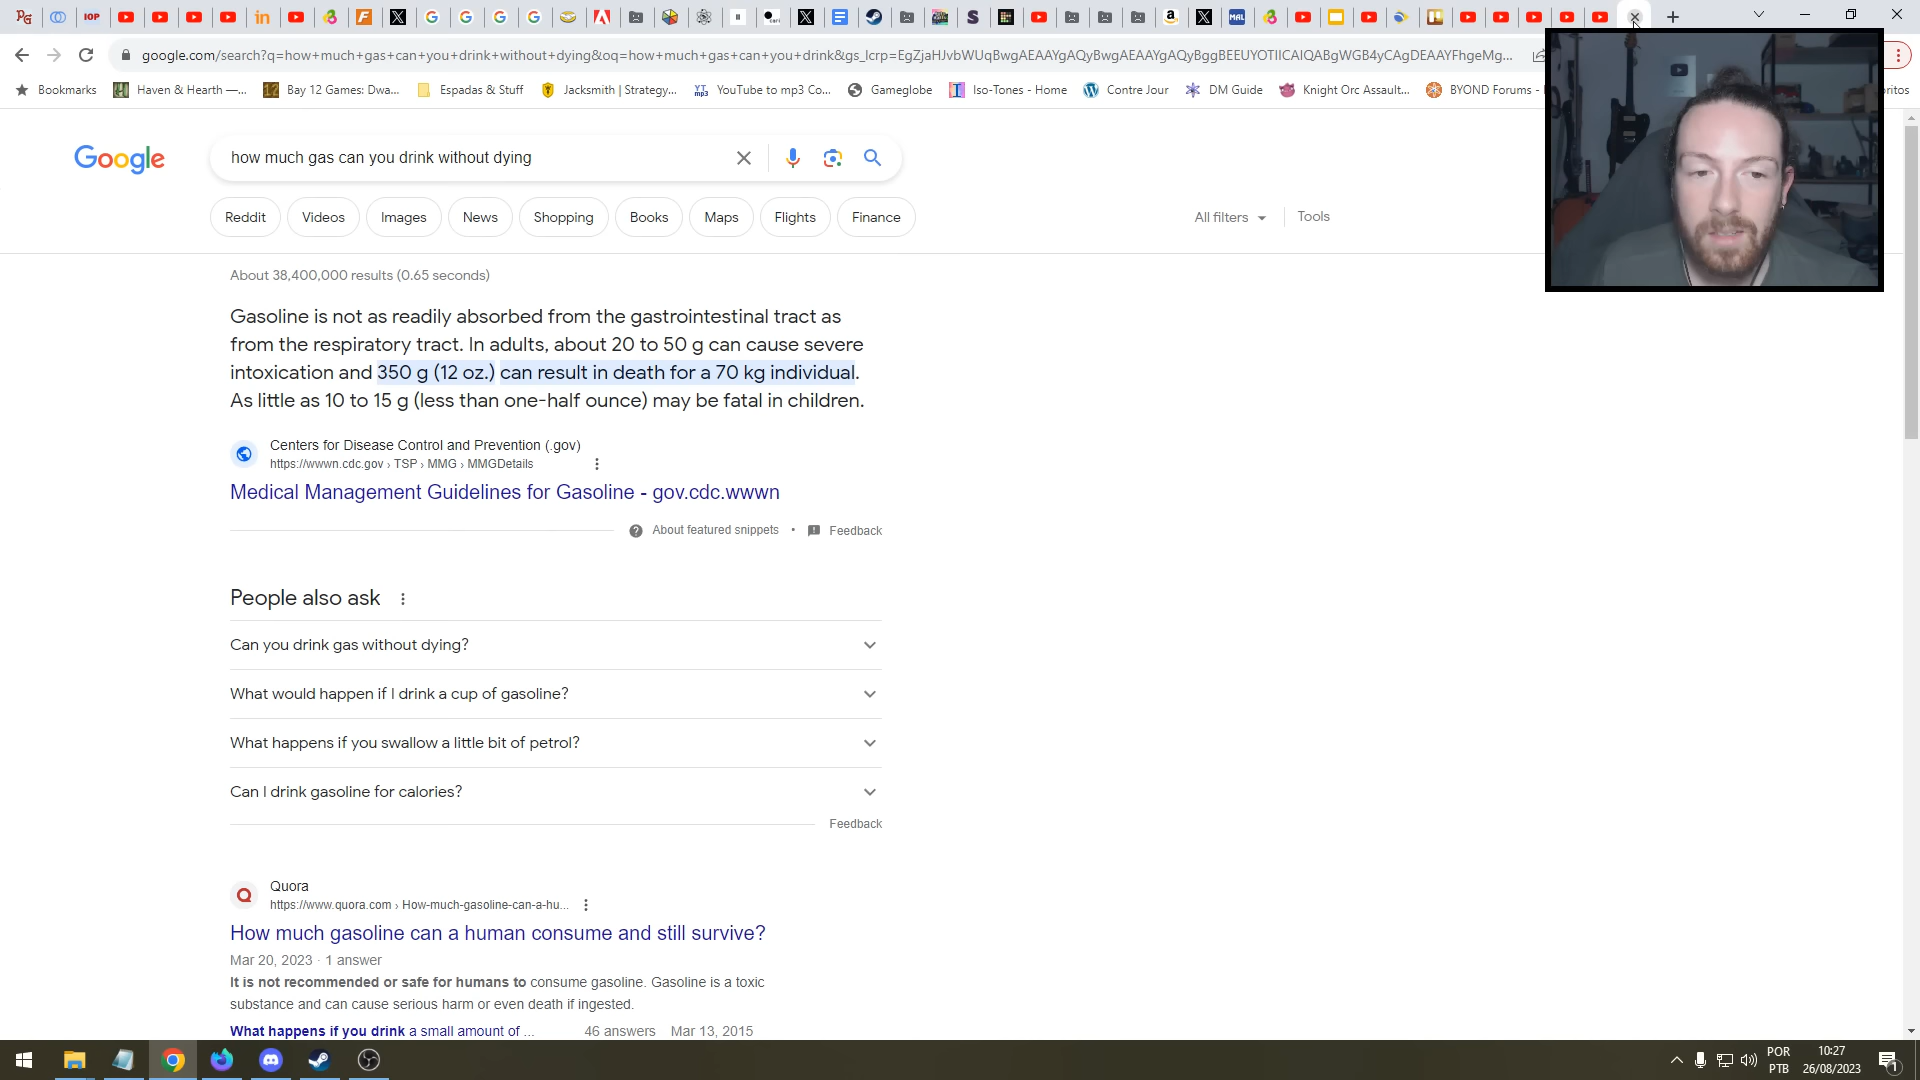 IOP
in
MAL
google.com/search?q=how+much+gas+can+you+drink+without+dying&oq=how+much+gas+can+you+drink&gs_lcrp=EgZjaHJvbWUqBwgAEAAYgAQyBwgAEAAYgAQyBggBEEUYOTIICAIQABgWGB4yCAgDEAAYFhgeMg...
Bookmarks
Haven & Hearth —...
Bay 12 Games: Dwa...
Espadas & Suff
Jacksmith | Strategy...
YouTube to mp3 Co...
Gameglobe
Iso-Tones - Home
Contre Jour
DM Guide
Knight Orc Assault...
BYOND Forums -
oritos
Google
how much gas can you drink without dying
Reddit
Videos
Images
News
Shopping
Books
Maps
Flights
Finance
All filters
Tools
About 38,400,000 results (0.65 seconds)
Gasoline is not as readily absorbed from the gastrointestinal tract as
from the respiratory tract. In adults, about 20 to 50 g can cause severe
intoxication and 350 g (12 oz.) can result in death for a 70 kg individual.
As little as 10 to 15 g (less than one-half ounce) may be fatal in children.
Centers for Disease Control and Prevention (.gov)
https://wwwn.cdc.gov › TSP › MMG › MMGDetails
Medical Management Guidelines for Gasoline - gov.cdc.wwwn
About featured snippets • Feedback
People also ask
Can you drink gas without dying?
What would happen if I drink a cup of gasoline?
What happens if you swallow a little bit of petrol?
Can I drink gasoline for calories?
Feedback
Quora
https://www.quora.com › How-much-gasoline-can-a-hu...
How much gasoline can a human consume and still survive?
Mar 20, 2023 · 1 answer
It is not recommended or safe for humans to consume gasoline. Gasoline is a toxic
substance and can cause serious harm or even death if ingested.
What happens if you drink a small amount of ... 46 answers Mar 13, 2015
POR
PTB
10:27
26/08/2023
1